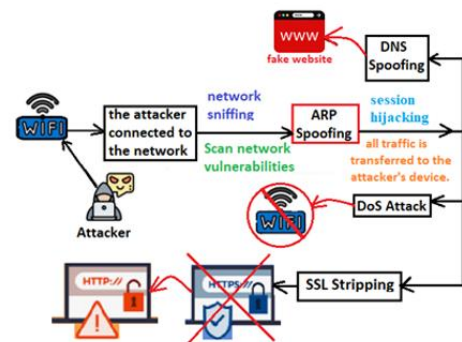 WWW
fake website
DNS
Spoofing
WIFI
the attacker
connected to
the network
network
sniffing
Scan network
vulnerabilities
ARP
Spoofing
session
hijacking
all traffic is
transferred to the
attacker's device.
Attacker
WIFI
DoS Attack
HTTP://
HTTPS://
SSL Stripping